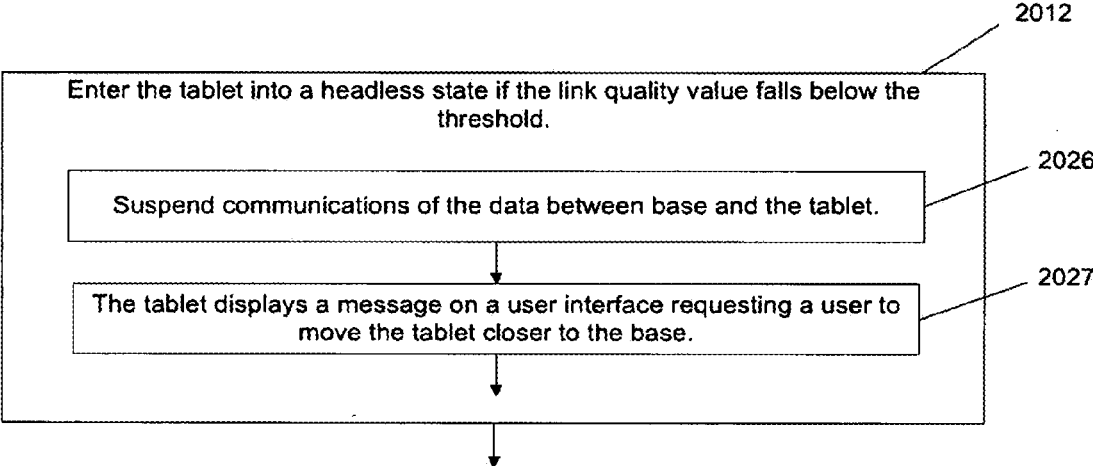 2012
Enter the tablet into a headless state if the link quality value falls below the
threshold.
2026
Suspend communications of the data between base and the tablet.
2027
The tablet displays a message on a user interface requesting a user to
move the tablet closer to the base.